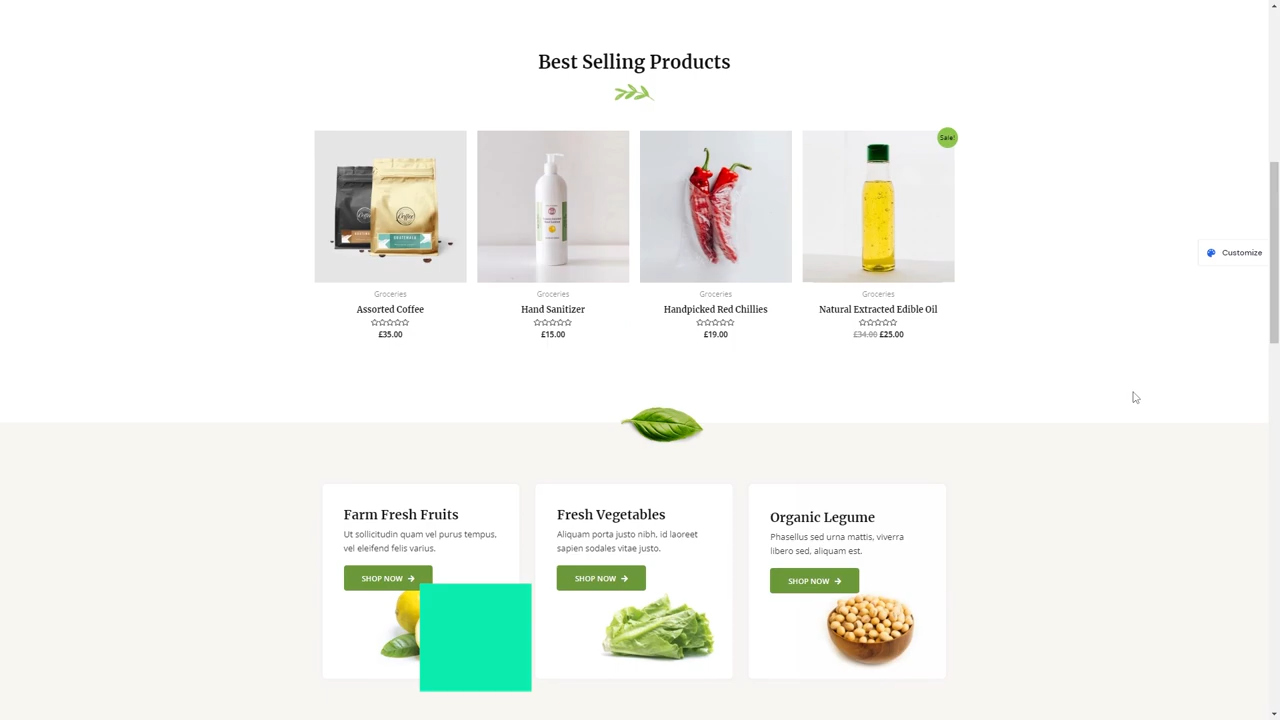 Best Selling Products
Sale!
Coffee
Groceries
Groceries
Groceries
Groceries
Assorted Coffee
Hand Sanitizer
Handpicked Red Chillies
Natural Extracted Edible Oil
£35.00
£15.00
£19.00
£34.00 £25.00
Customize
Farm Fresh Fruits
Ut sollicitudin quam vel purus tempus,
vel eleifend felis varius.
SHOP NOW
Fresh Vegetables
Aliquam porta justo nibh, id laoreet
sapien sodales vitae justo.
SHOP NOW
Organic Legume
Phasellus sed urna mattis, viverra
libero sed, aliquam est.
SHOP NOW